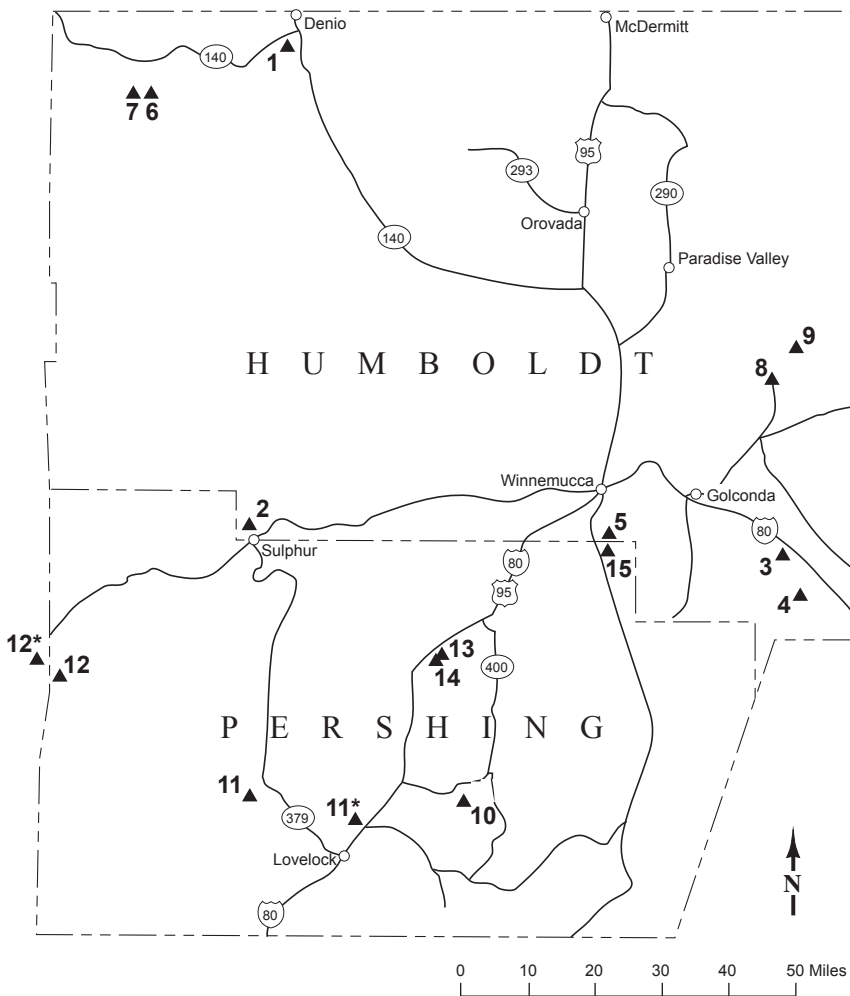 Denio
McDermitt
1
140
7 6
95
293
290
Orovada
140
Paradise Valley
9
HUMBOLDT
8
Winnemucca
Golconda
2
5
80
Sulphur
80
3
15
95
4
12*
13
12
14
400
PERSHING
11
11*
10
379
Lovelock
N
80
0 10 20 30 40 50 Miles